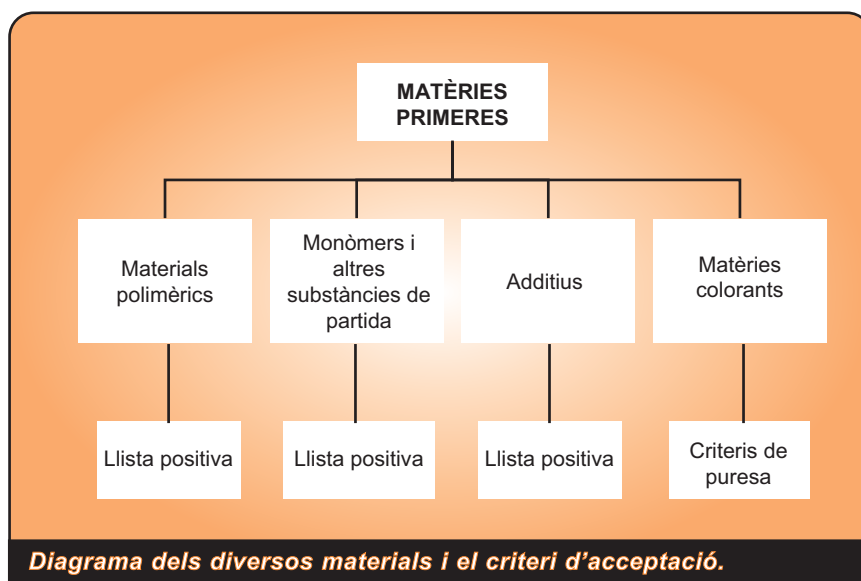 MATÈRIES
PRIMERES
Materials
polimèrics
Monòmers i
altres
substàncies de
partida
Additius
Matèries
colorants
Llista positiva
Llista positiva
Llista positiva
Criteris de
puresa
Diagrama dels diversos materials i el criteri d’acceptació.